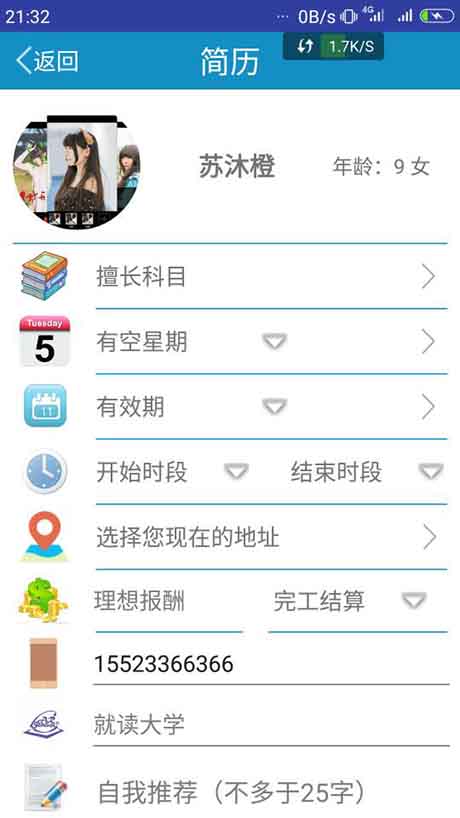 21:32 ... 0B/s 4G
返回 简历 1.7K/S
苏沐橙 年龄：9 女
擅长科目
Tuesday
5 有空星期
11 有效期
开始时段 结束时段
选择您现在的地址
理想报酬 完工结算
15523366366
就读大学
自我推荐（不多于25字）